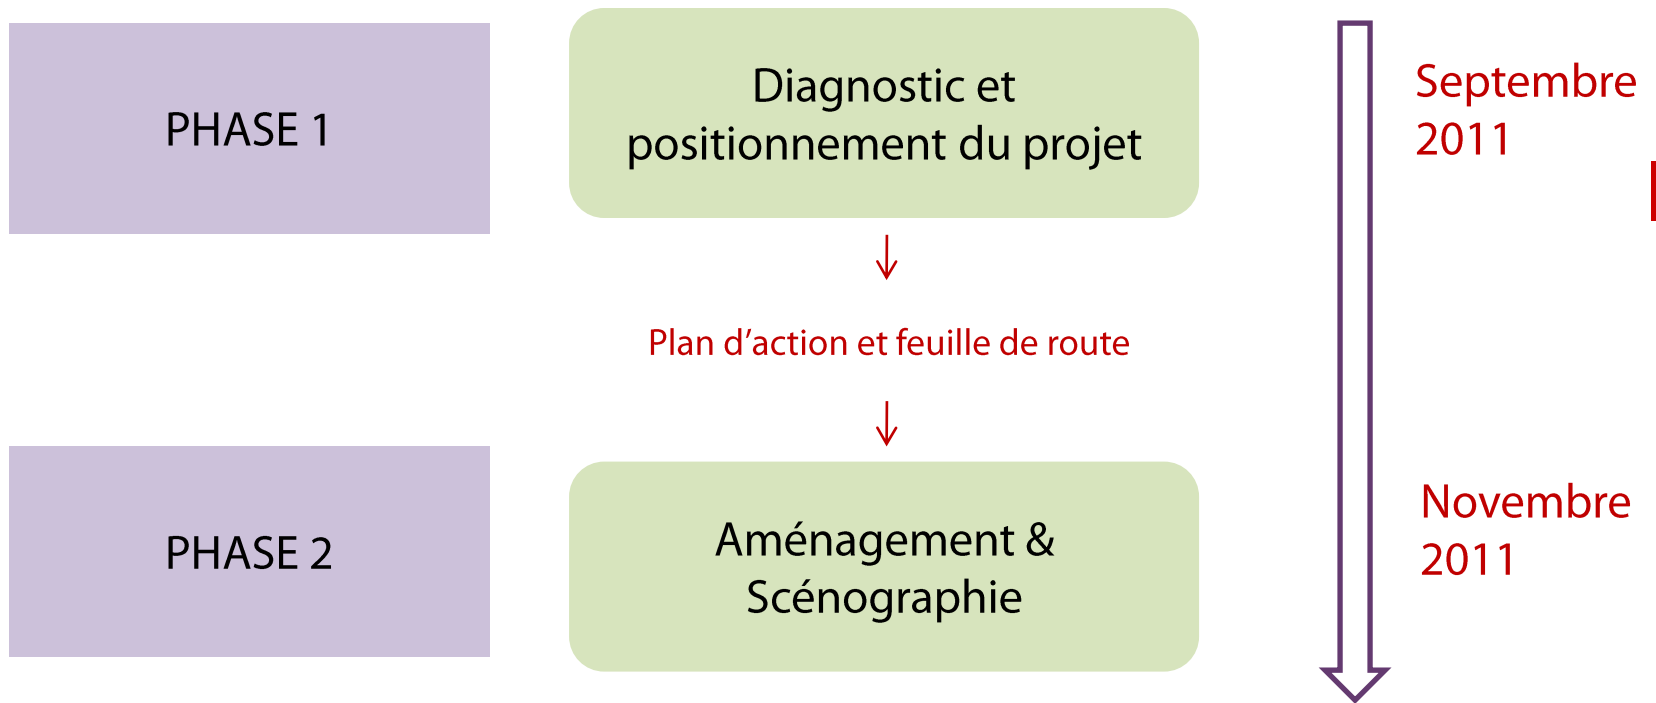 PHASE 1
Diagnostic et
positionnement du projet
Septembre
2011
Plan d’action et feuille de route
PHASE 2
Aménagement &
Scénographie
Novembre
2011